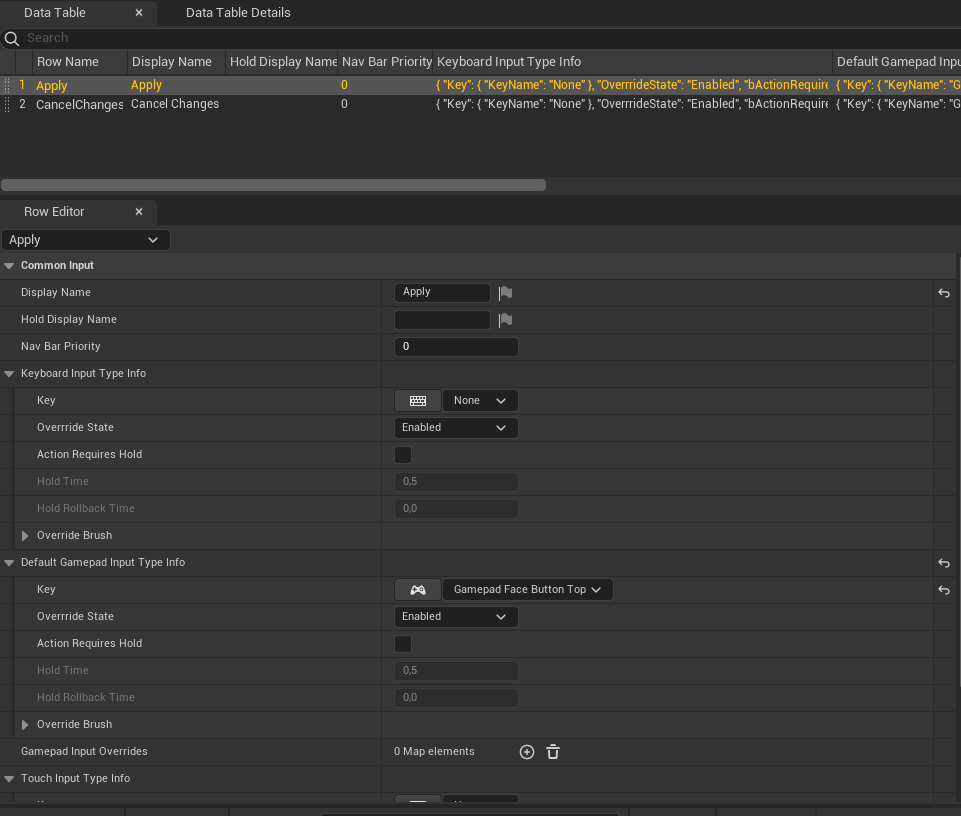 Data Table
Data Table Details
Search
Row Name Display Name Hold Display Name Nav Bar Priority Keyboard Input Type Info Default Gamepad Inpu
1 Apply Apply 0 { "Key": { "KeyName": "None" }, "OverrrideState": "Enabled", "bActionRequire { "Key": { "KeyName": "G
2 CancelChanges Cancel Changes 0 { "Key": { "KeyName": "None" }, "OverrrideState": "Enabled", "bActionRequire { "Key": { "KeyName": "G
Row Editor
Apply
Common Input
Display Name Apply
Hold Display Name
Nav Bar Priority 0
Keyboard Input Type Info
Key None
Overrride State Enabled
Action Requires Hold
Hold Time 0,5
Hold Rollback Time 0,0
Override Brush
Default Gamepad Input Type Info
Key Gamepad Face Button Top
Overrride State Enabled
Action Requires Hold
Hold Time 0,5
Hold Rollback Time 0,0
Override Brush
Gamepad Input Overrides 0 Map elements
Touch Input Type Info